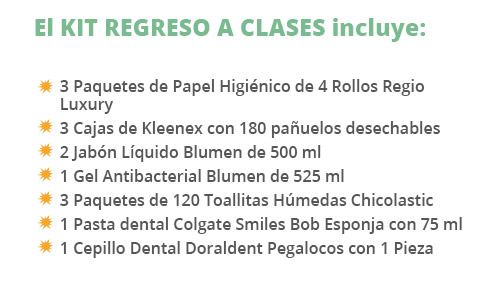 El KIT REGRESO A CLASES incluye:
3 Paquetes de Papel Higiénico de 4 Rollos Regio
Luxury
3 Cajas de Kleenex con 180 pañuelos desechables
2 Jabón Líquido Blumen de 500 ml
1 Gel Antibacterial Blumen de 525 ml
3 Paquetes de 120 Toallitas Húmedas Chicolastic
1 Pasta dental Colgate Smiles Bob Esponja con 75 ml
1 Cepillo Dental Doraldent Pegalocos con 1 Pieza